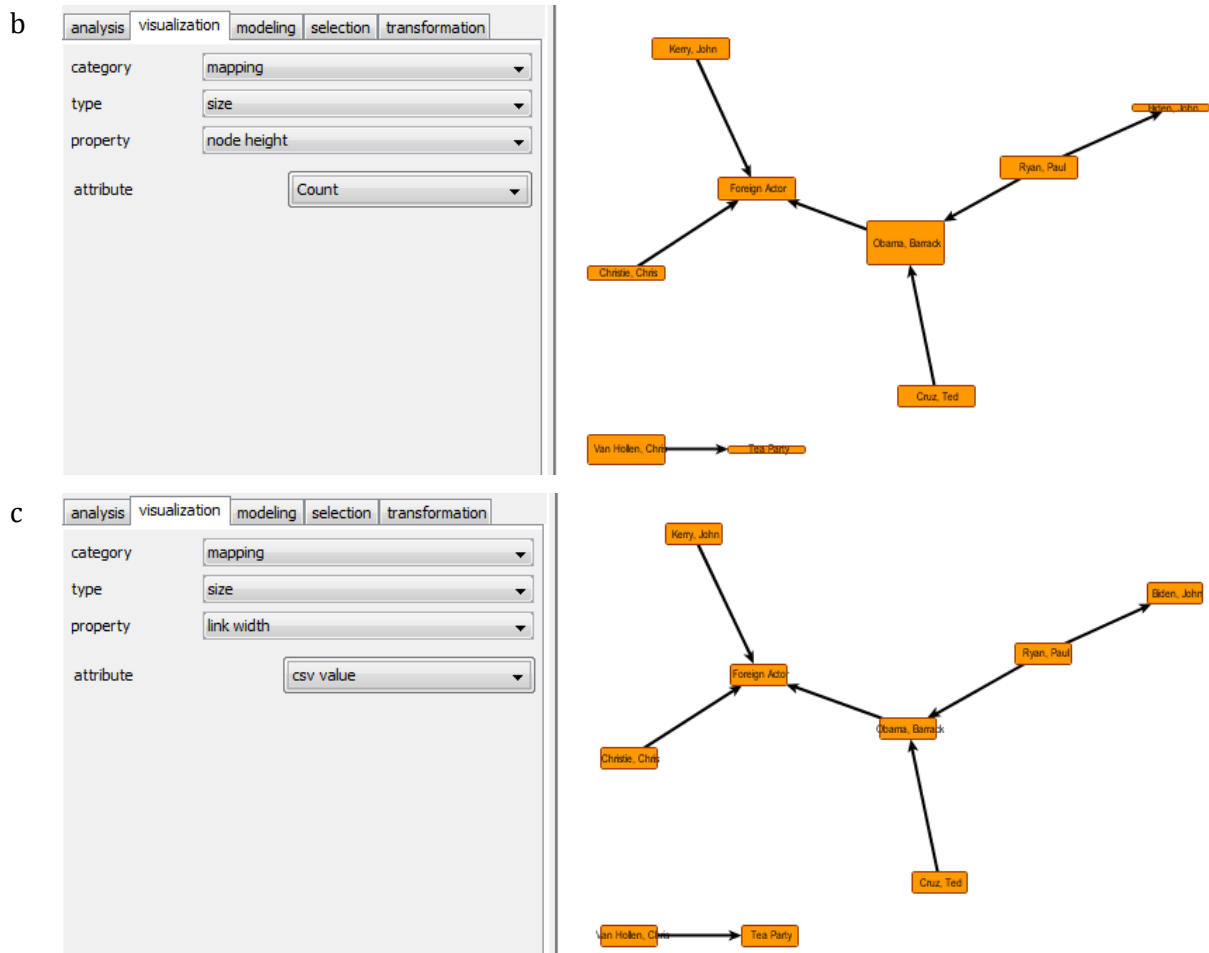 b
analysis visualization modeling selection transformation
category mapping
type size
property node height
attribute Count
Kerry, John
Biden, John
Ryan, Paul
Foreign Actor
Obama, Barrack
Christie, Chris
Cruz, Ted
Van Hollen, Chris
Tea Party
c
analysis visualization modeling selection transformation
category mapping
type size
property link width
attribute csv value
Kerry, John
Biden, John
Ryan, Paul
Foreign Actor
Obama, Barrack
Christie, Chris
Cruz, Ted
Van Hollen, Chris
Tea Party